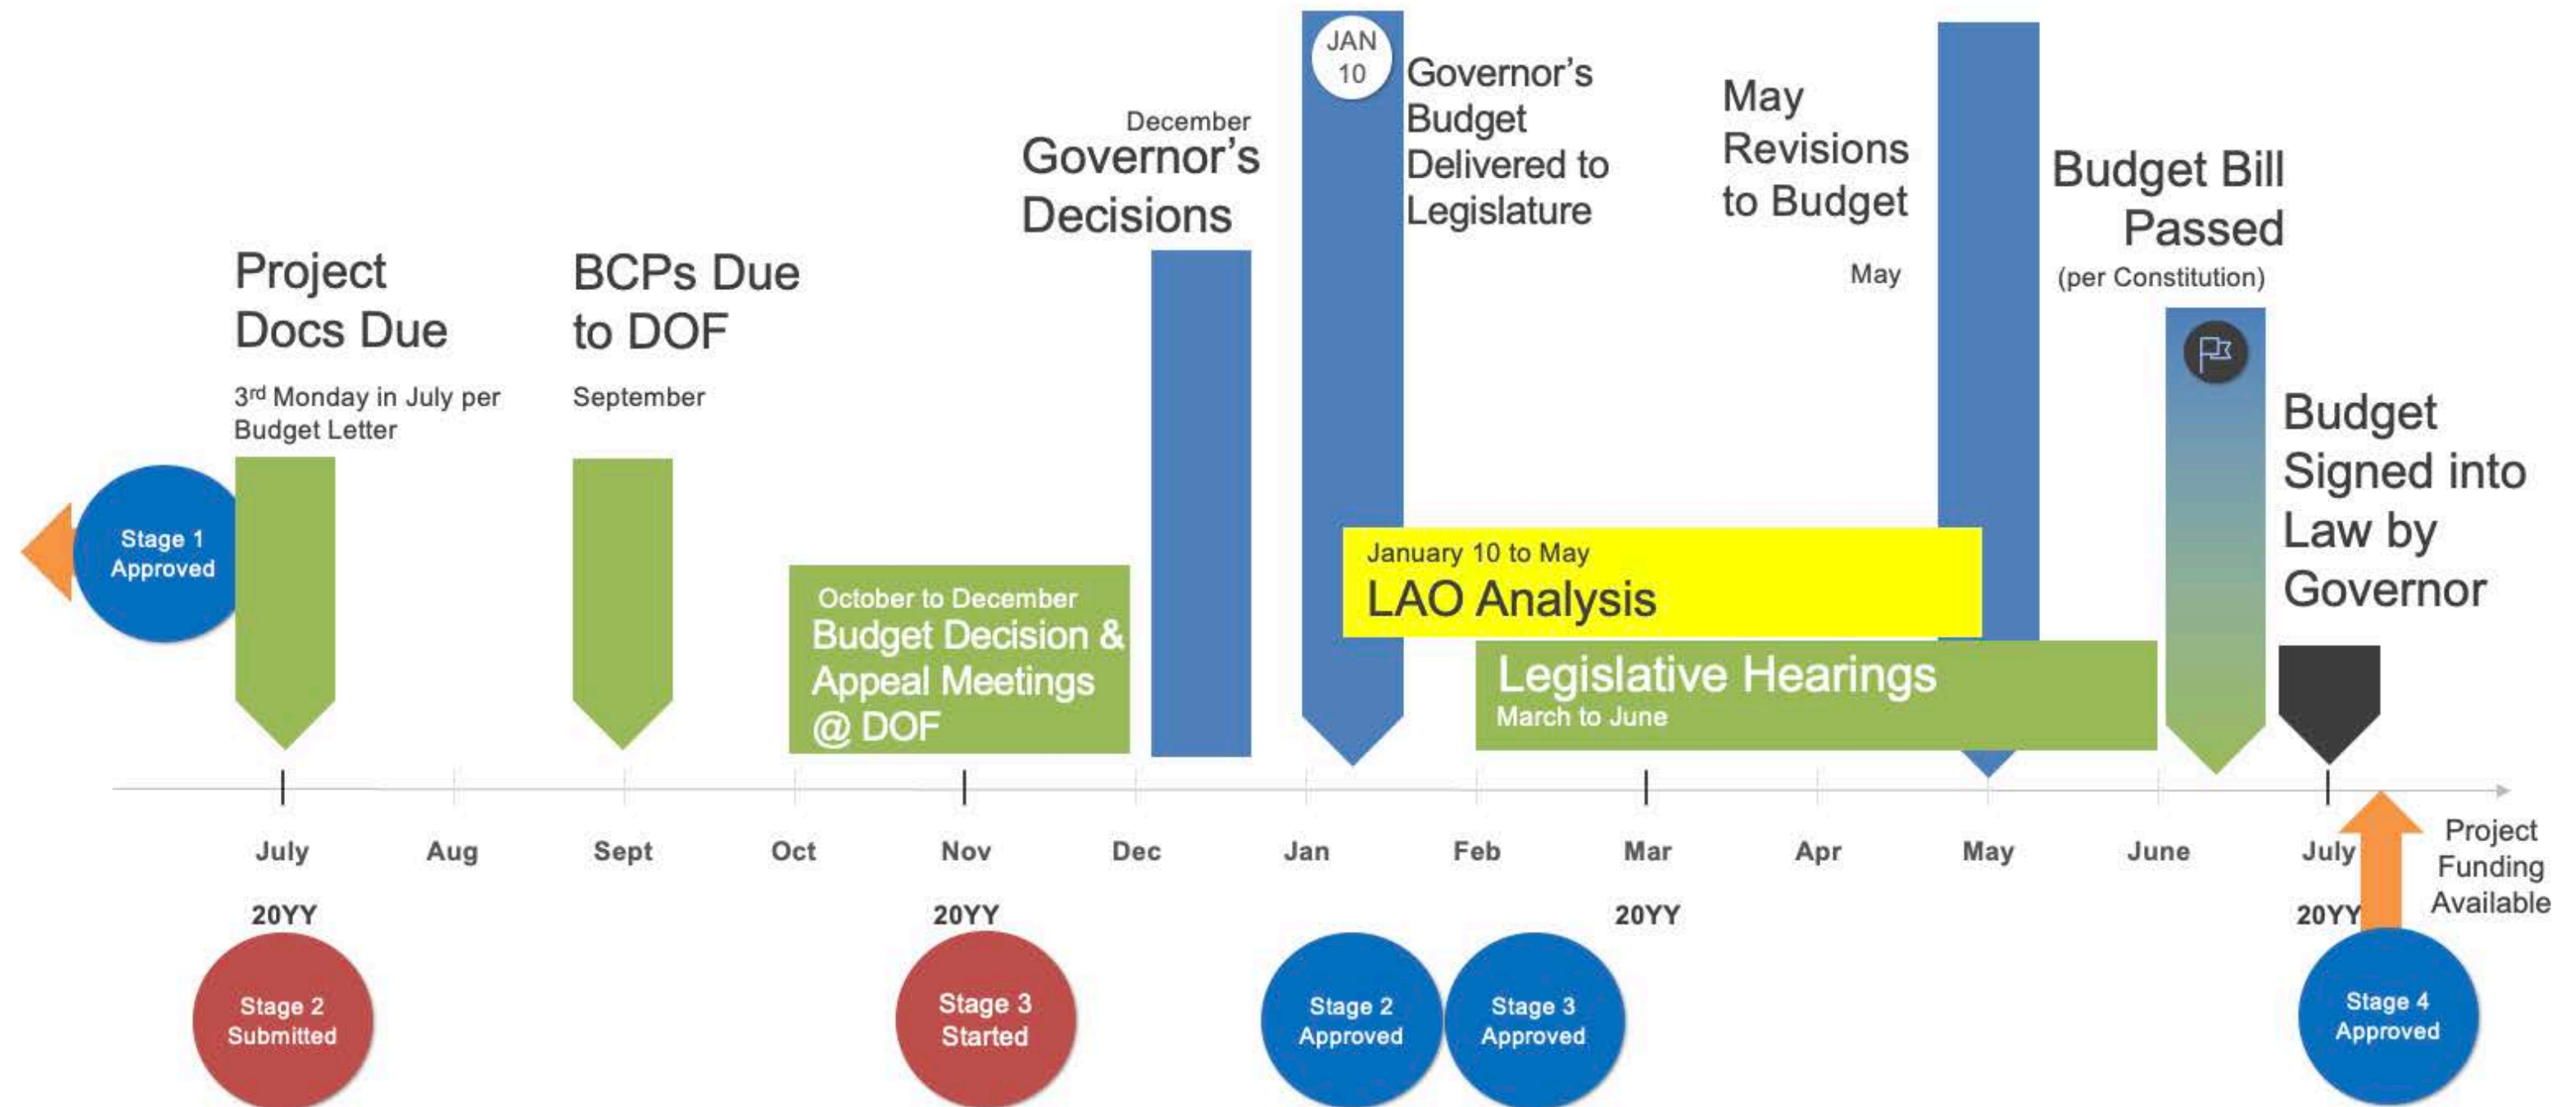 Project
Docs Due
3rd Monday in July per
Budget Letter
BCPs Due
to DOF
September
December
Governor's
Decisions
JAN
10
Governor's
Budget
Delivered to
Legislature
May
Revisions
to Budget
May
Budget Bill
Passed
(per Constitution)
Budget
Signed into
Law by
Governor
Stage 1
Approved
October to December
Budget Decision &
Appeal Meetings
@ DOF
January 10 to May
LAO Analysis
Legislative Hearings
March to June
July
Aug
Sept
Oct
Nov
Dec
Jan
Feb
Mar
Apr
May
June
July
Project
Funding
Available
20YY
20YY
20YY
20YY
Stage 2
Submitted
Stage 3
Started
Stage 2
Approved
Stage 3
Approved
Stage 4
Approved